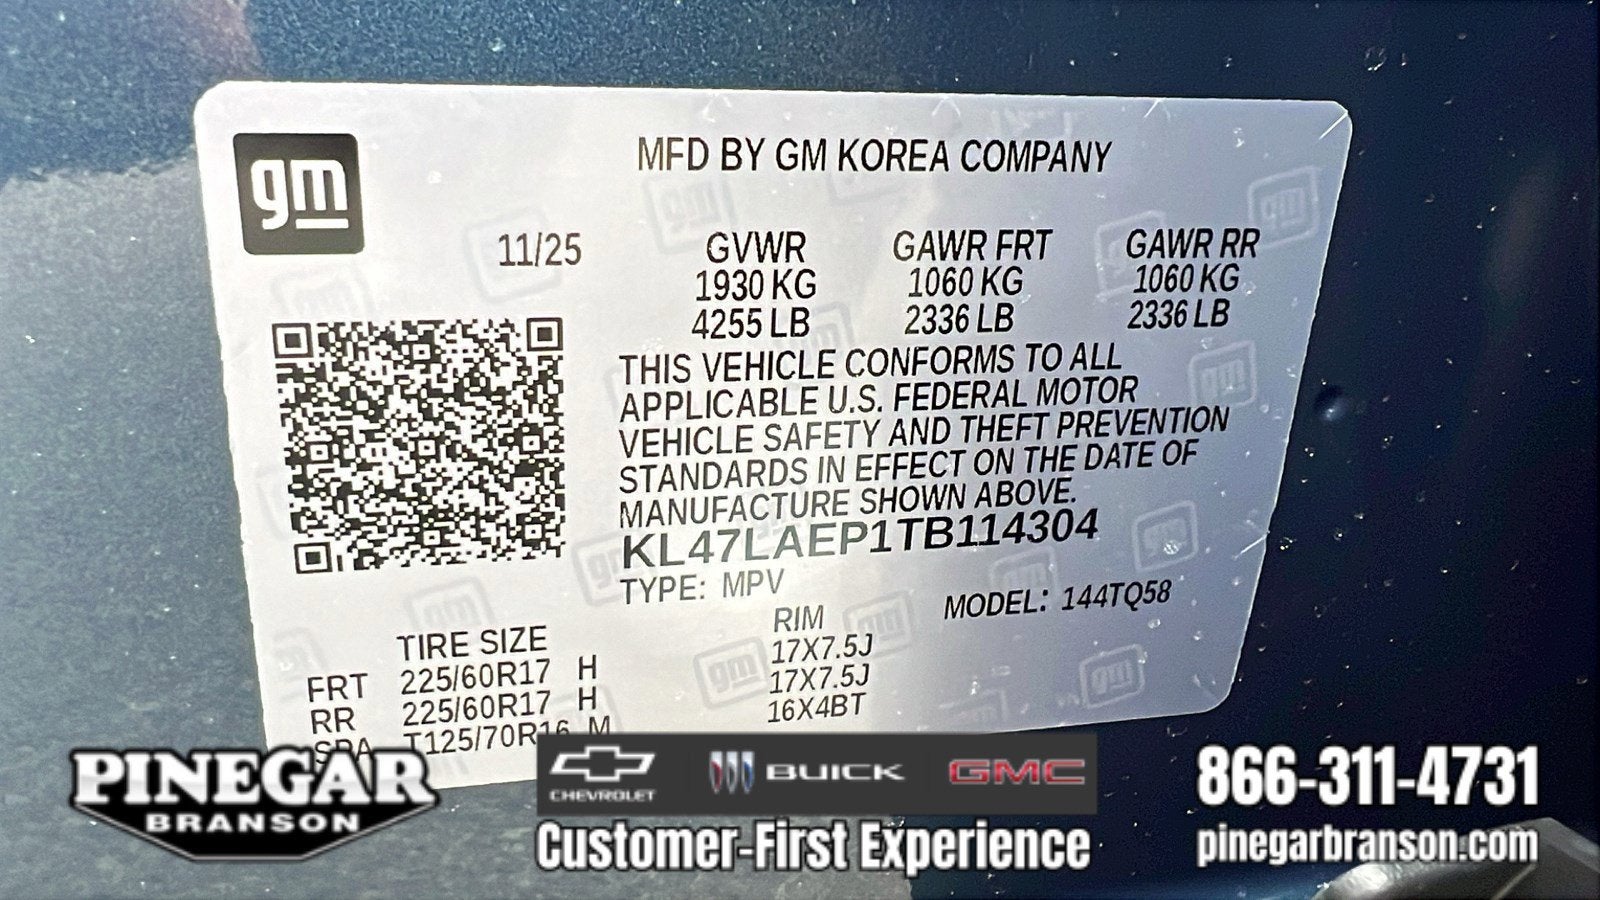 gm
MFD BY GM KOREA COMPANY
11/25 GVWR GAWR FRT GAWR RR
1930 KG 1060 KG 1060 KG
4255 LB 2336 LB 2336 LB
THIS VEHICLE CONFORMS TO ALL
APPLICABLE U.S. FEDERAL MOTOR
VEHICLE SAFETY AND THEFT PREVENTION
STANDARDS IN EFFECT ON THE DATE OF
MANUFACTURE SHOWN ABOVE.
KL47LAEP1TB114304
TYPE: MPV MODEL: 144TQ58
TIRE SIZE RIM
FRT 225/60R17 H 17X7.5J
RR 225/60R17 H 17X7.5J
SPA T125/70R16 M 16X4BT
PINEGAR
BRANSON
CHEVROLET BUICK GMC
Customer-First Experience
866-311-4731
pinegarbranson.com